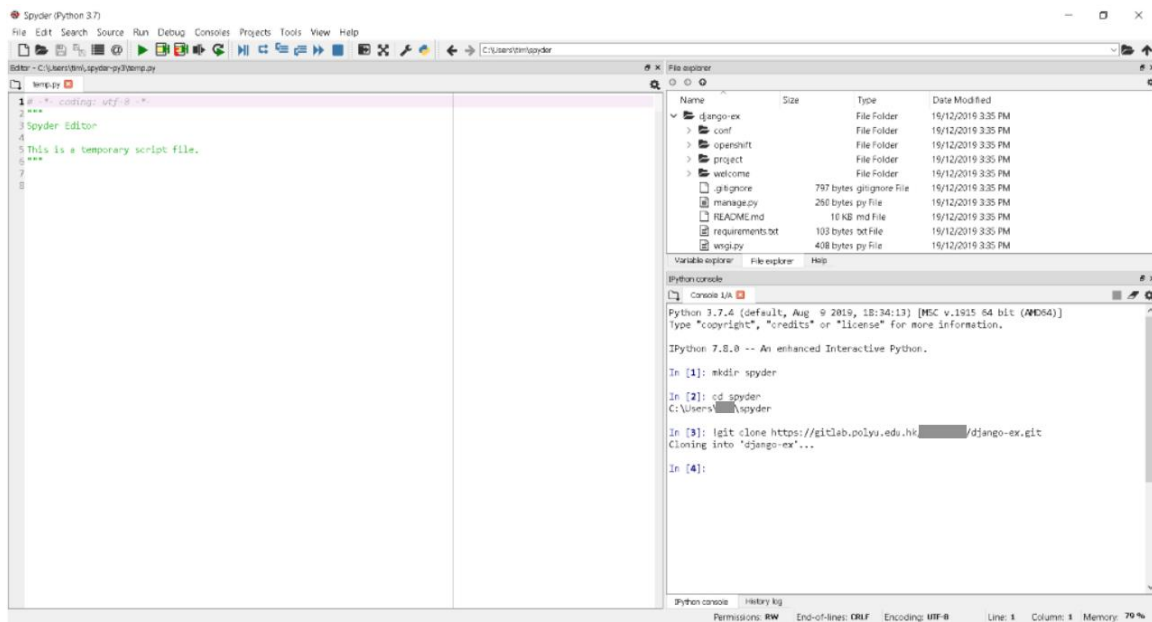 Spyder (Python 3.7)
File Edit Search Source Run Debug Consoles Projects Tools View Help
C:\Users\tim\spyder
Editor - C:\Users\tim\.spyder-py3\temp.py
temp.py
1 # -*- coding: utf-8 -*-
2 """
3 Spyder Editor
4
5 This is a temporary script file.
6 """
7
8
File explorer
Name Size Type Date Modified
django-ex File Folder 19/12/2019 3:35 PM
conf File Folder 19/12/2019 3:35 PM
openshift File Folder 19/12/2019 3:35 PM
project File Folder 19/12/2019 3:35 PM
welcome File Folder 19/12/2019 3:35 PM
.gitignore 797 bytes gitignore File 19/12/2019 3:35 PM
manage.py 260 bytes py File 19/12/2019 3:35 PM
README.md 10 KB md File 19/12/2019 3:35 PM
requirements.txt 103 bytes txt File 19/12/2019 3:35 PM
wsgi.py 408 bytes py File 19/12/2019 3:35 PM
Variable explorer File explorer Help
IPython console
Console 1/A
Python 3.7.4 (default, Aug 9 2019, 18:34:13) [MSC v.1915 64 bit (AMD64)]
Type "copyright", "credits" or "license" for more information.
IPython 7.8.0 -- An enhanced Interactive Python.
In [1]: mkdir spyder
In [2]: cd spyder
C:\Users\ \spyder
In [3]: !git clone https://gitlab.polyu.edu.hk/ /django-ex.git
Cloning into 'django-ex'...
In [4]:
IPython console History log
Permissions: RW End-of-lines: CRLF Encoding: UTF-8 Line: 1 Column: 1 Memory: 79 %